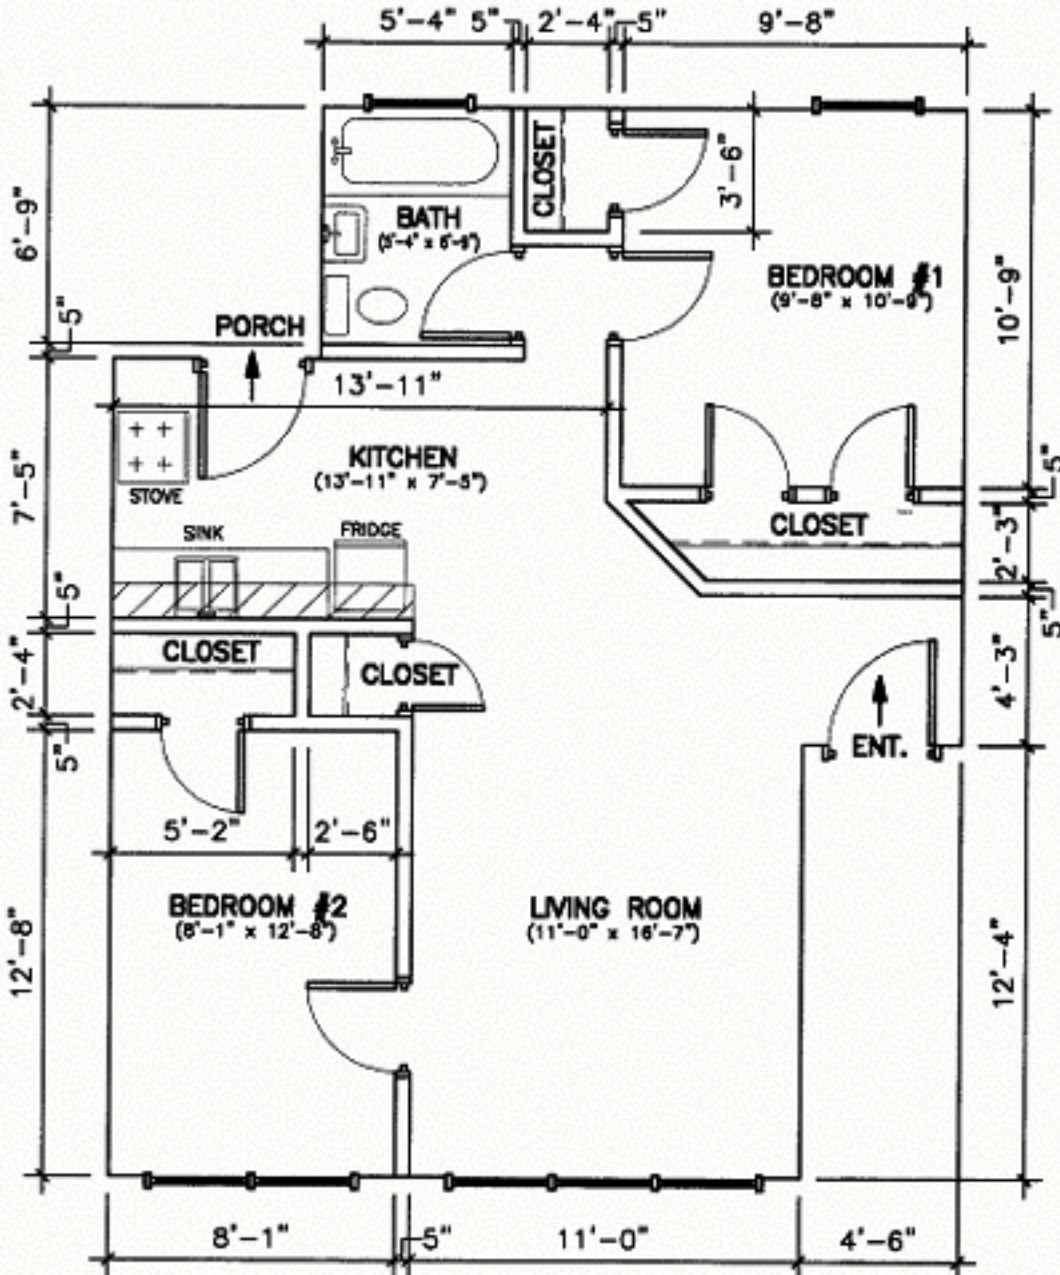 5'-4" 5" 2'-4" 5" 9'-8"
CLOSET
3'-6"
6'-9"
BATH
(5'-4" x 6'-9")
BEDROOM #1
(9'-8" x 10'-9")
10'-9"
5"
PORCH
13'-11"
7'-5"
KITCHEN
(13'-11" x 7'-5")
STOVE
SINK
FRIDGE
5"
CLOSET
2'-3"
5"
5"
CLOSET
CLOSET
2'-4"
4'-3"
5"
ENT.
5'-2" 2'-6"
BEDROOM #2
(8'-1" x 12'-8")
LIVING ROOM
(11'-0" x 16'-7")
12'-8"
12'-4"
8'-1" 5" 11'-0" 4'-6"